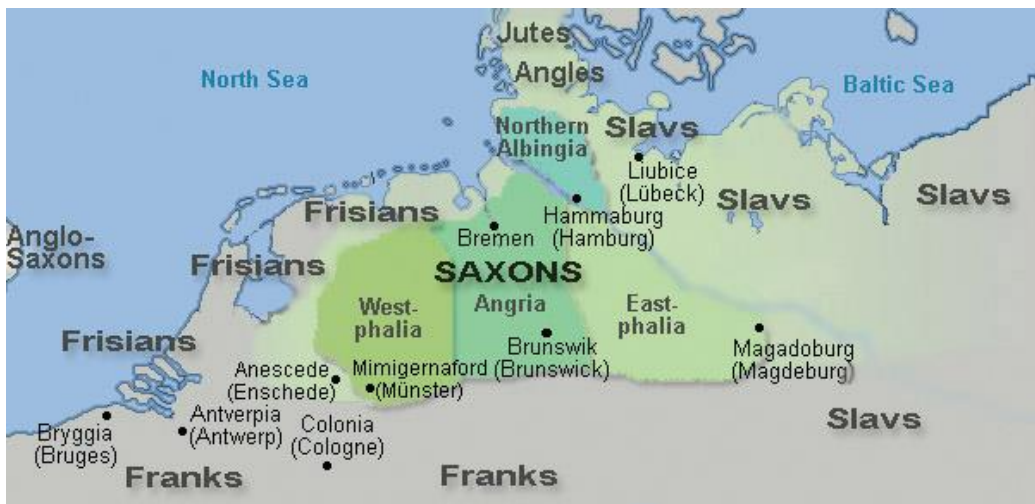 Jutes
Angles
North Sea
Baltic Sea
Northern
Albingia
Slavs
Liubice
(Lübeck)
Slavs
Slavs
Frisians
Hammaburg
(Hamburg)
Bremen
Anglo-
Saxons
Frisians
SAXONS
West-
phalia
Angria
East-
phalia
Frisians
Brunswik
(Brunswick)
Magadoburg
(Magdeburg)
Anescede
(Enschede)
Mimigernaford
(Münster)
Antverpia
(Antwerp)
Colonia
(Cologne)
Bryggia
(Bruges)
Slavs
Franks
Franks